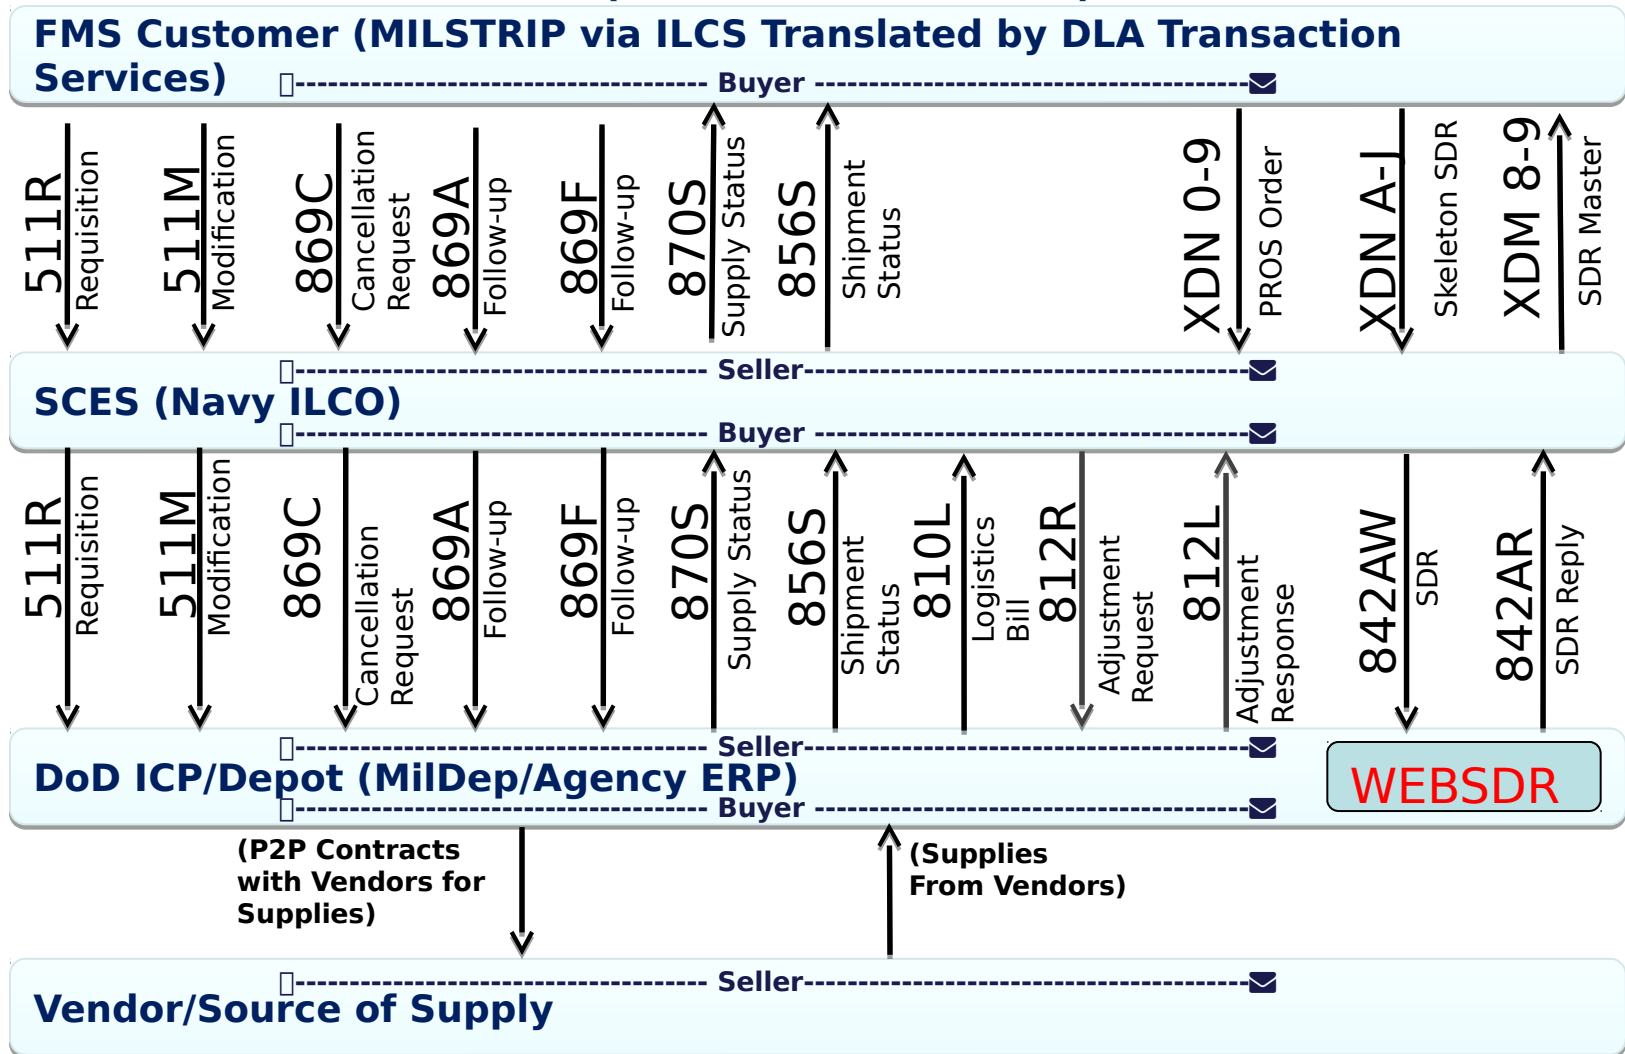 FMS Customer (MILSTRIP via ILCS Translated by DLA Transaction
Services)
Buyer
511R
Requisition
511M
Modification
869C
Cancellation
Request
869A
Follow-up
869F
Follow-up
870S
Supply Status
856S
Shipment
Status
XDN 0-9
PROS Order
XDN A-J
Skeleton SDR
XDM 8-9
SDR Master
Seller
SCES (Navy ILCO)
Buyer
511R
Requisition
511M
Modification
869C
Cancellation
Request
869A
Follow-up
869F
Follow-up
870S
Supply Status
856S
Shipment
Status
810L
Logistics
Bill
812R
Adjustment
Request
812L
Adjustment
Response
842AW
SDR
842AR
SDR Reply
Seller
DoD ICP/Depot (MilDep/Agency ERP)
Buyer
WEBSDR
(P2P Contracts
with Vendors for
Supplies)
(Supplies
From Vendors)
Seller
Vendor/Source of Supply